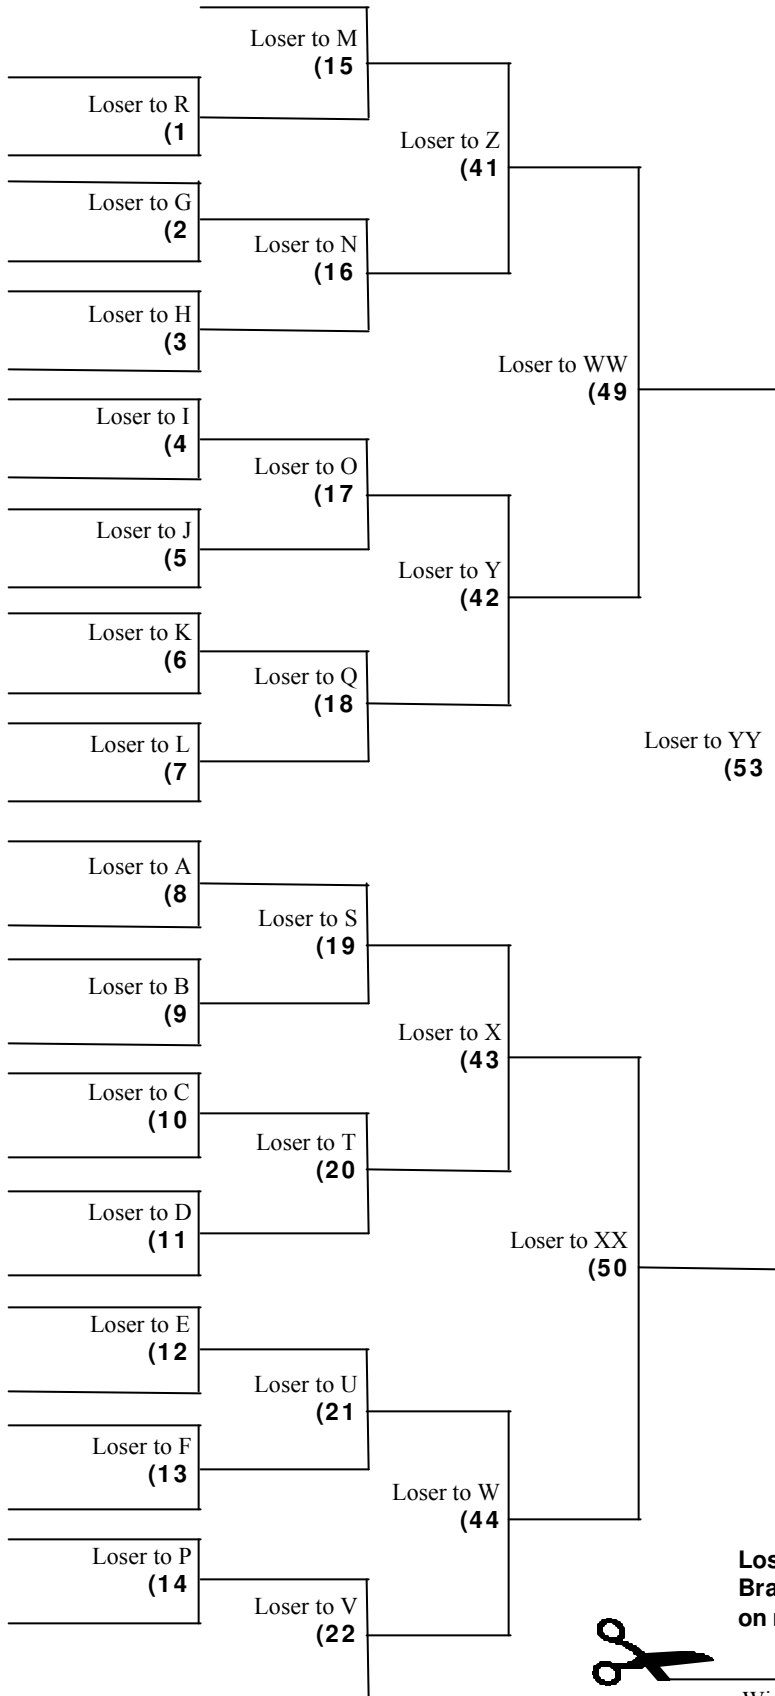 Loser to M
(15
Loser to R
(1
Loser to Z
(41
Loser to G
(2
Loser to N
(16
Loser to H
(3
Loser to WW
(49
Loser to I
(4
Loser to O
(17
Loser to J
(5
Loser to Y
(42
Loser to K
(6
Loser to Q
(18
Loser to L
(7
Loser to YY
(53
Loser to A
(8
Loser to S
(19
Loser to B
(9
Loser to X
(43
Loser to C
(10
Loser to T
(20
Loser to D
(11
Loser to XX
(50
Loser to E
(12
Loser to U
(21
Loser to F
(13
Loser to W
(44
Loser to P
(14
Loser to V
(22
Los
Bra
on